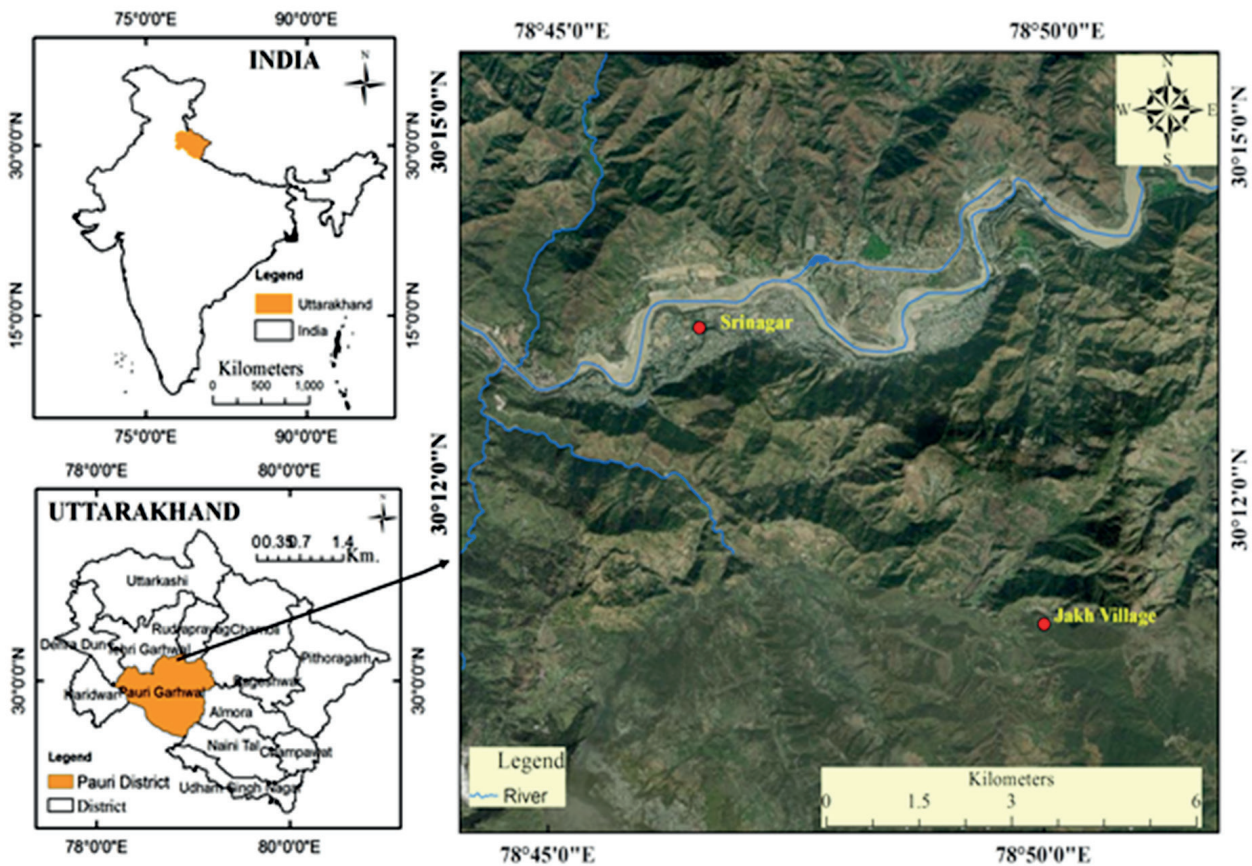 75°0'0"E 90°0'0"E
INDIA
N
30°0'0"N
15°0'0"N
30°0'0"N
15°0'0"N
Legend
Uttarakhand
India
Kilometers
0 500 1,000
75°0'0"E 90°0'0"E
78°0'0"E 80°0'0"E
UTTARAKHAND
N
00.350.7 1.4
Km.
Uttarkashi
Rudraprayag
Chamoli
Dehra Dun
Tehri Garhwal
Pithoragarh
Haridwar
Pauri Garhwal
Bageshwar
Almora
Naini Tal
Champawat
Udham Singh Nagar
30°0'0"N
30°0'0"N
Legend
Pauri District
District
78°0'0"E 80°0'0"E
78°45'0"E 78°50'0"E
30°15'0"N
30°12'0"N
30°15'0"N
30°12'0"N
N
W E
S
Srinagar
Jakh Village
Legend
River
Kilometers
0 1.5 3 6
78°45'0"E 78°50'0"E